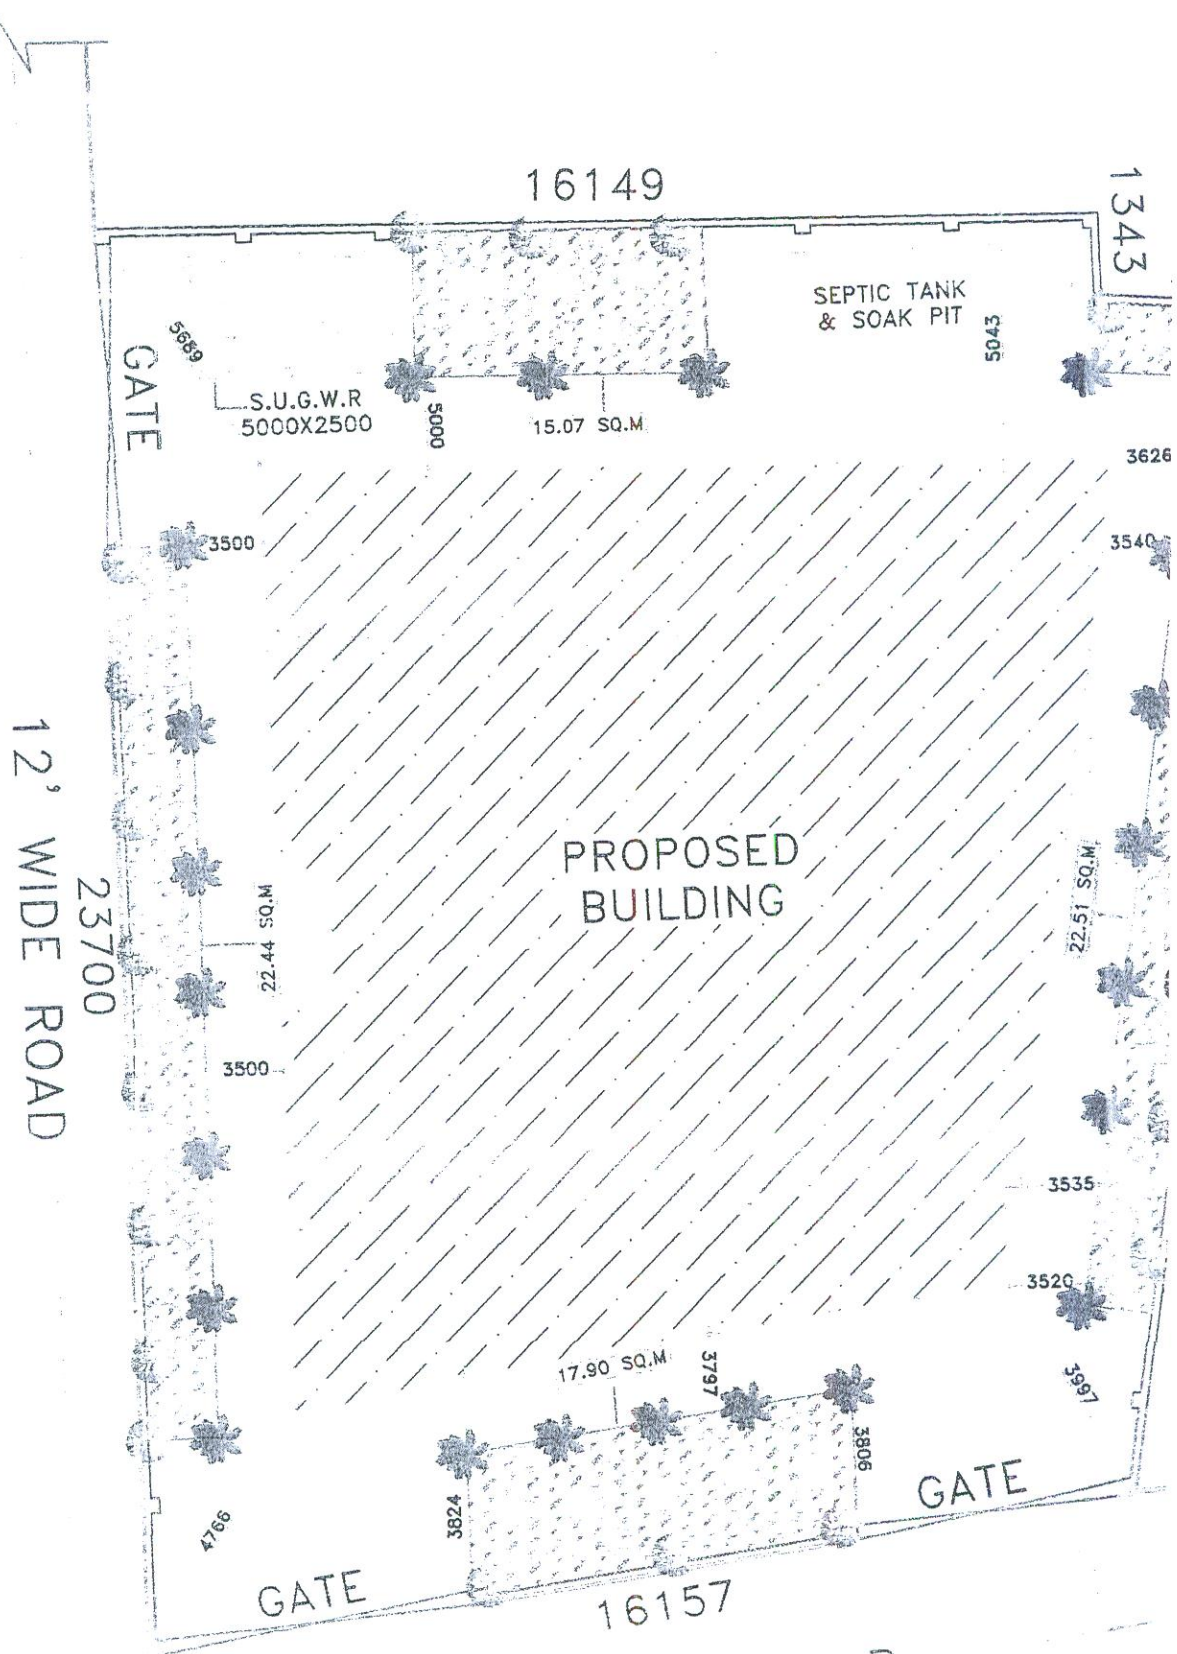 16149
1343
SEPTIC TANK
& SOAK PIT
5043
5689
GATE
S.U.G.W.R
5000X2500
5000
15.07 SQ.M
3626
3500
3540
PROPOSED
BUILDING
12' WIDE ROAD
23700
22.44 SQ.M
22.51 SQ.M
3500
3535
3520
17.90 SQ.M
3797
3997
3806
3824
4766
GATE
GATE
16157